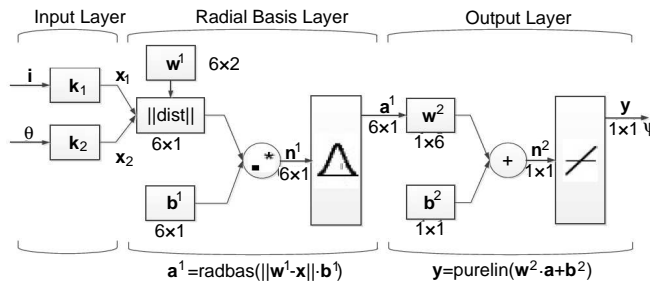 Input Layer
Radial Basis Layer
Output Layer
w¹
6×2
i
k₁
x₁
||dist||
6×1
θ
k₂
x₂
.*
n¹
6×1
b¹
6×1
a¹
6×1
w²
1×6
+
n²
1×1
b²
1×1
y
1×1
ψ
a¹=radbas(||w¹-x||·b¹)
y=purelin(w²·a+b²)